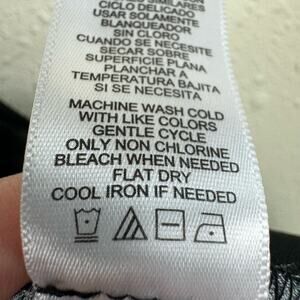 SIMILARES
CICLO DELICADO
USAR SOLAMENTE
BLANQUEADOR
SIN CLORO
CUANDO SE NECESITE
SECAR SOBRE
SUPERFICIE PLANA
PLANCHAR A
TEMPERATURA BAJITA
SI SE NECESITA
MACHINE WASH COLD
WITH LIKE COLORS
GENTLE CYCLE
ONLY NON CHLORINE
BLEACH WHEN NEEDED
FLAT DRY
COOL IRON IF NEEDED